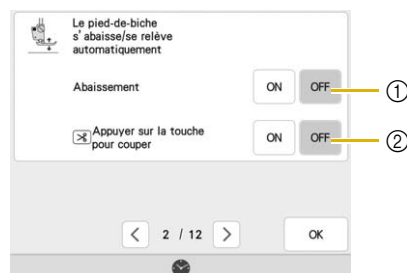 Le pied-de-biche
s'abaisse/se relève
automatiquement
Abaissement
ON
OFF
①
Appuyer sur la touche
pour couper
ON
OFF
②
2 / 12
OK